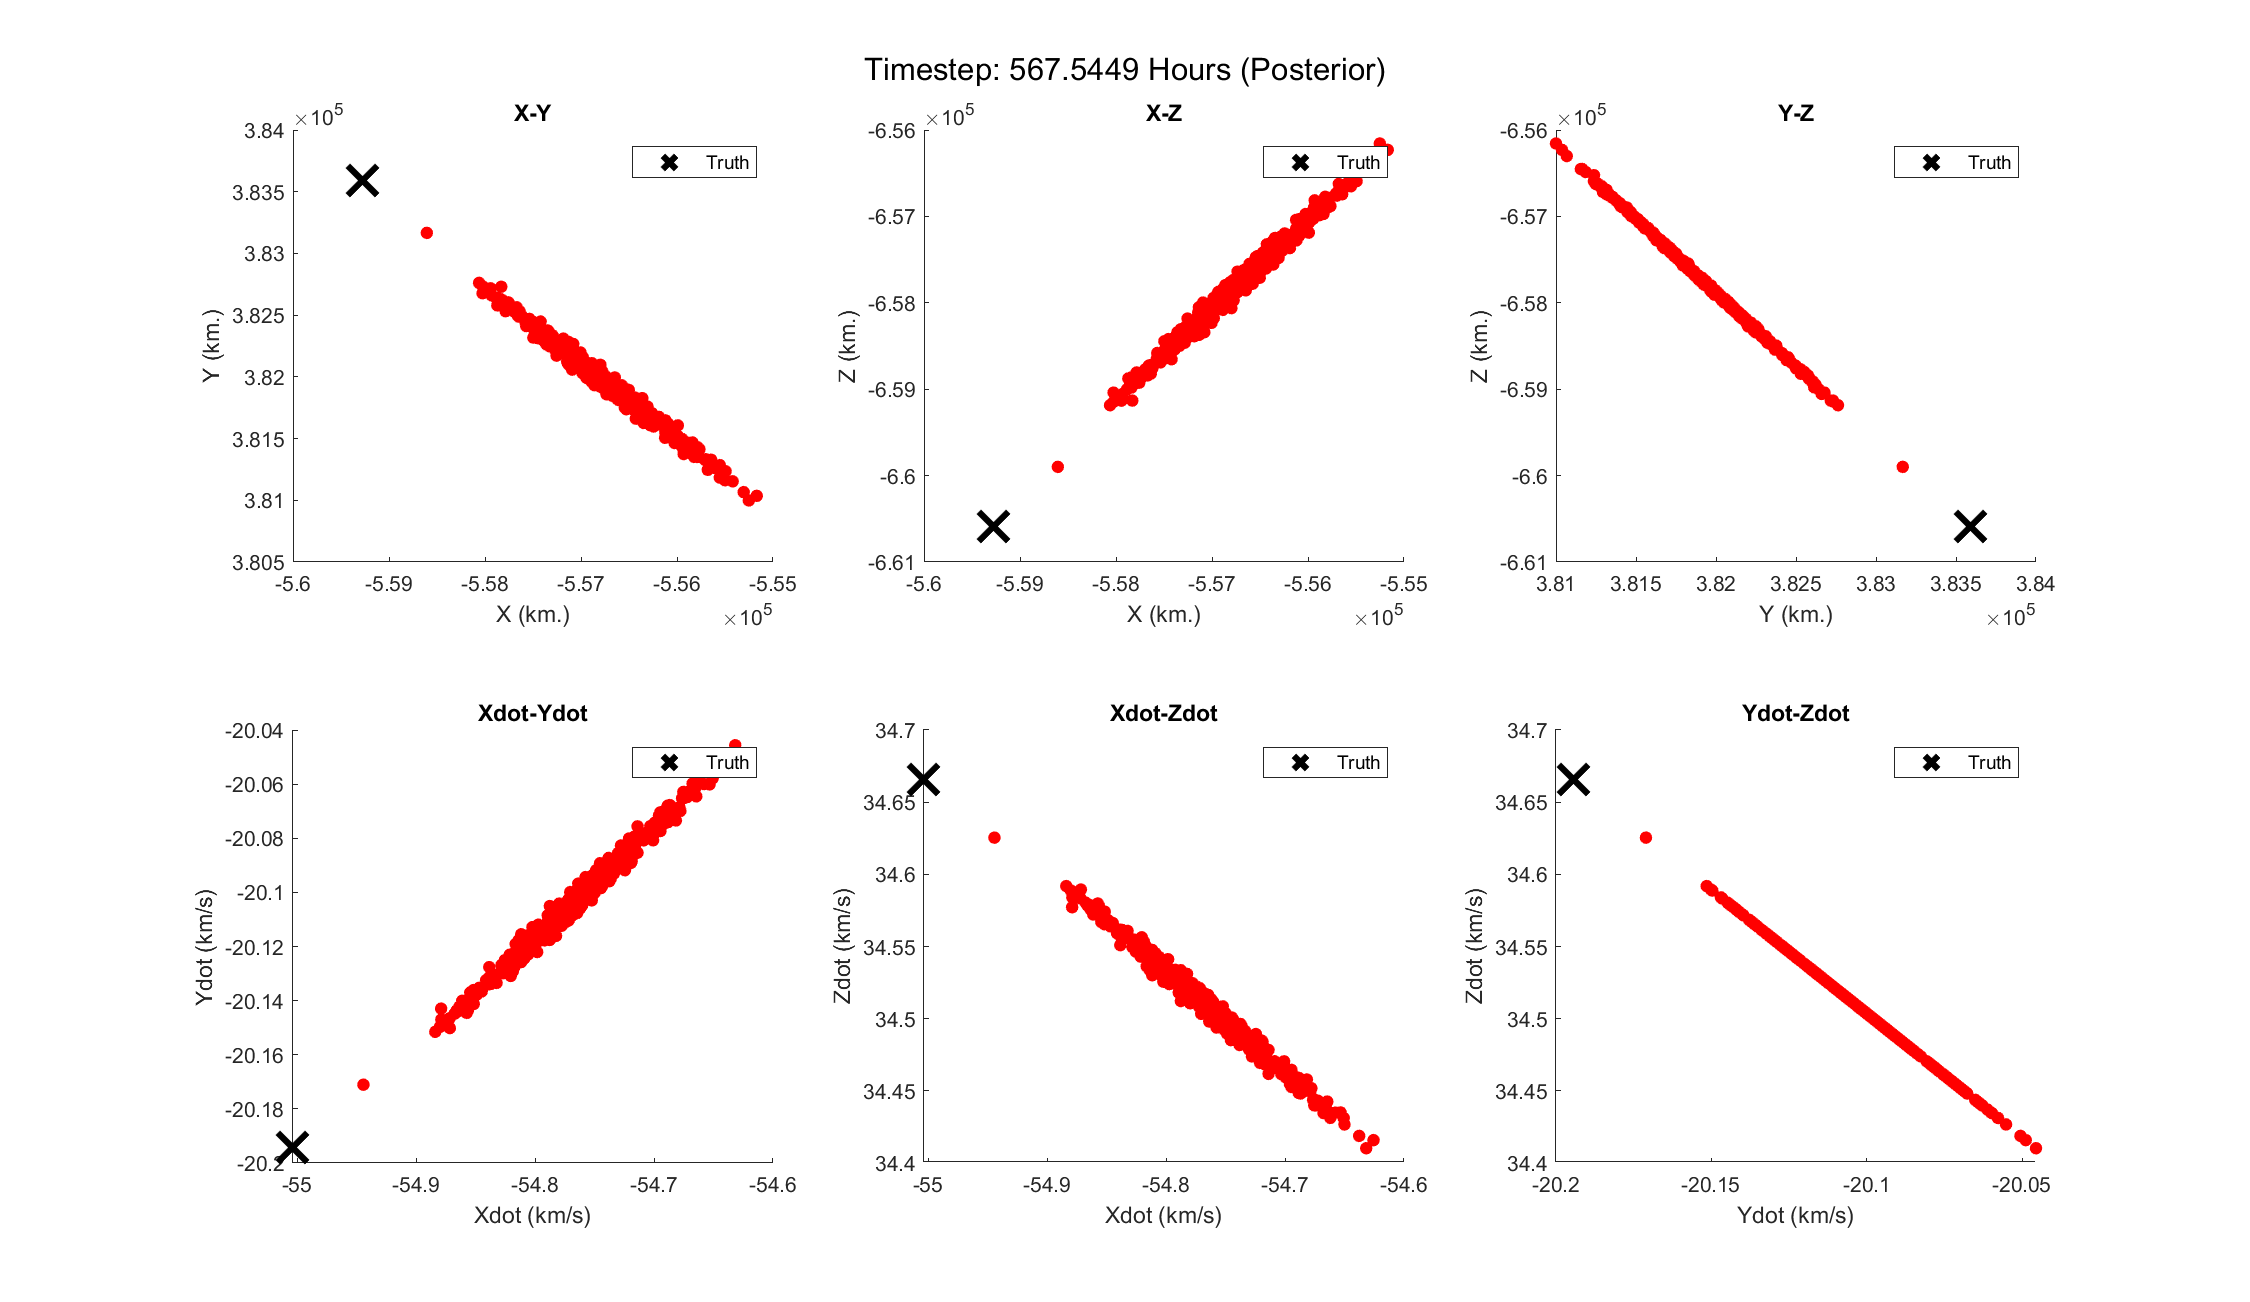 Timestep: 567.5449 Hours (Posterior)
X-Y
×10^5
3.84
3.835
3.83
3.825
3.82
3.815
3.81
3.805
Y (km.)
Truth
-5.6 -5.59 -5.58 -5.57 -5.56 -5.55
X (km.)
×10^5
X-Z
×10^5
-6.56
-6.57
-6.58
-6.59
-6.6
-6.61
Z (km.)
Truth
-5.6 -5.59 -5.58 -5.57 -5.56 -5.55
X (km.)
×10^5
Y-Z
×10^5
-6.56
-6.57
-6.58
-6.59
-6.6
-6.61
Z (km.)
Truth
3.81 3.815 3.82 3.825 3.83 3.835 3.84
Y (km.)
×10^5
Xdot-Ydot
-20.04
-20.06
-20.08
-20.1
-20.12
-20.14
-20.16
-20.18
-20.2
Ydot (km/s)
Truth
-55 -54.9 -54.8 -54.7 -54.6
Xdot (km/s)
Xdot-Zdot
34.7
34.65
34.6
34.55
34.5
34.45
34.4
Zdot (km/s)
Truth
-55 -54.9 -54.8 -54.7 -54.6
Xdot (km/s)
Ydot-Zdot
34.7
34.65
34.6
34.55
34.5
34.45
34.4
Zdot (km/s)
Truth
-20.2 -20.15 -20.1 -20.05
Ydot (km/s)